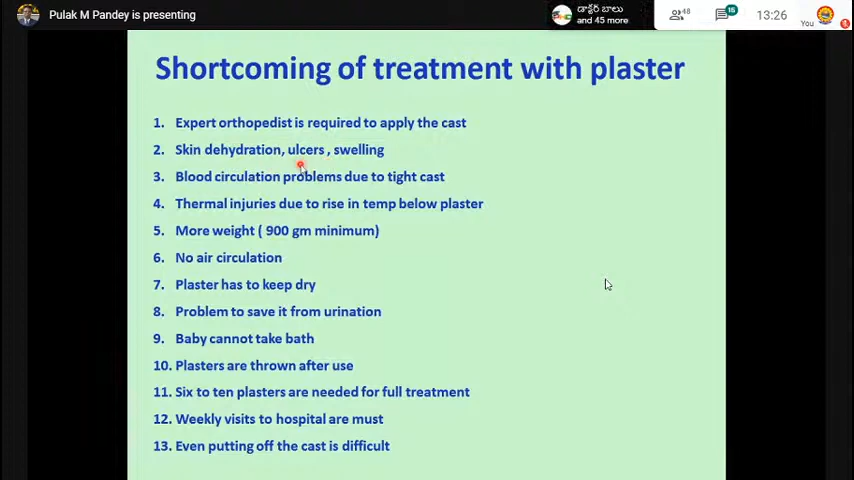 Pulak M Pandey is presenting
డాక్టర్ బాలు
and 45 more
48
15
13:26
You
Shortcoming of treatment with plaster
1. Expert orthopedist is required to apply the cast
2. Skin dehydration, ulcers , swelling
3. Blood circulation problems due to tight cast
4. Thermal injuries due to rise in temp below plaster
5. More weight ( 900 gm minimum)
6. No air circulation
7. Plaster has to keep dry
8. Problem to save it from urination
9. Baby cannot take bath
10. Plasters are thrown after use
11. Six to ten plasters are needed for full treatment
12. Weekly visits to hospital are must
13. Even putting off the cast is difficult